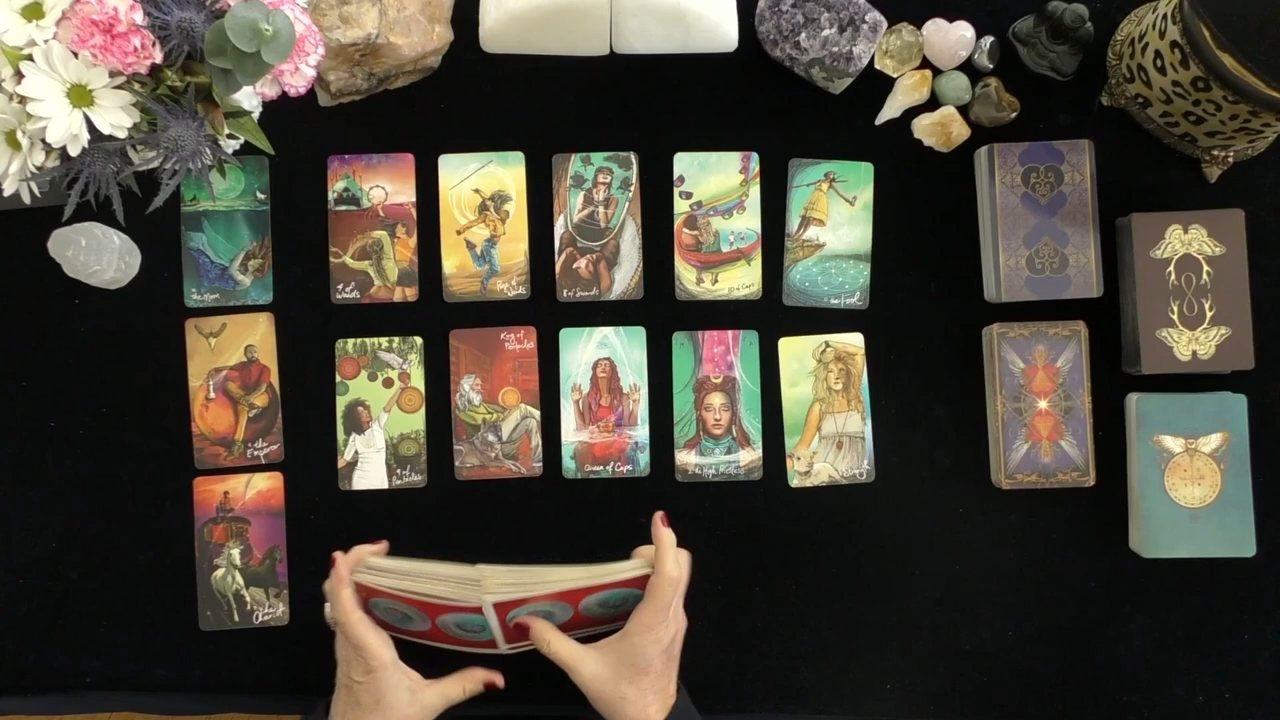 the Moon
4 of
Wands
Page of
Wands
8 of Swords
10 of Cups
the Fool
the
Emperor
9 of
Pentacles
King of
Pentacles
Queen of Cups
the High Priestess
Strength
the
Chariot